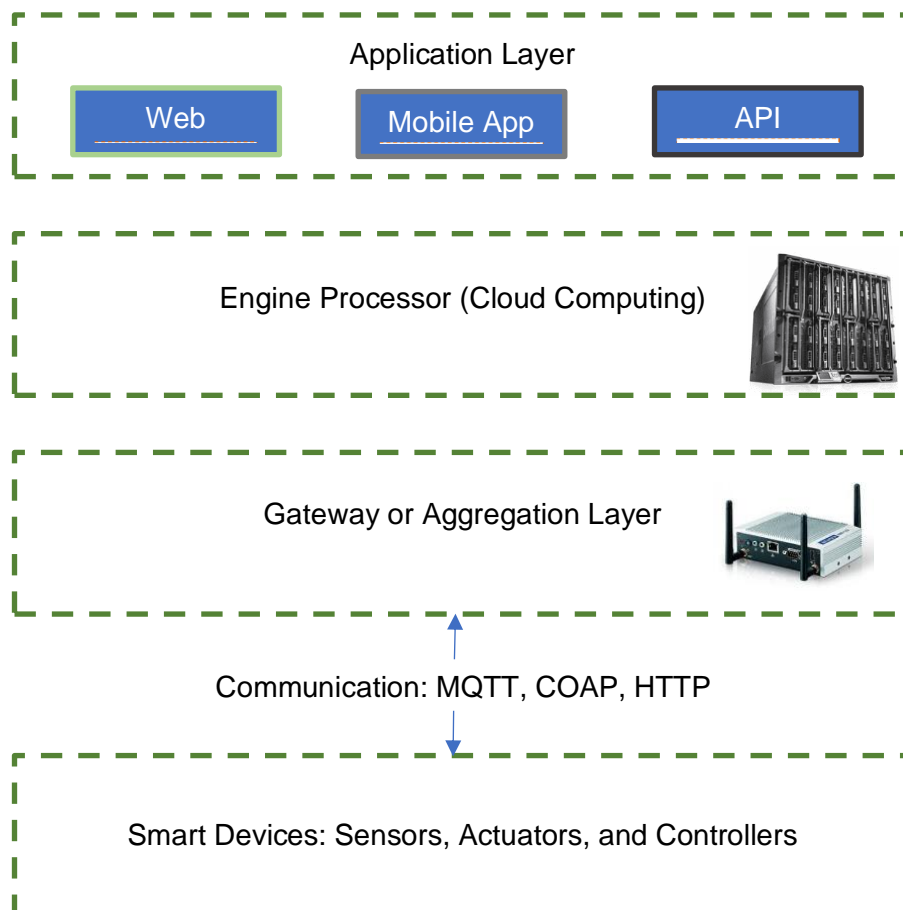 Application Layer
Web
Mobile App
API
Engine Processor (Cloud Computing)
Gateway or Aggregation Layer
Communication: MQTT, COAP, HTTP
Smart Devices: Sensors, Actuators, and Controllers